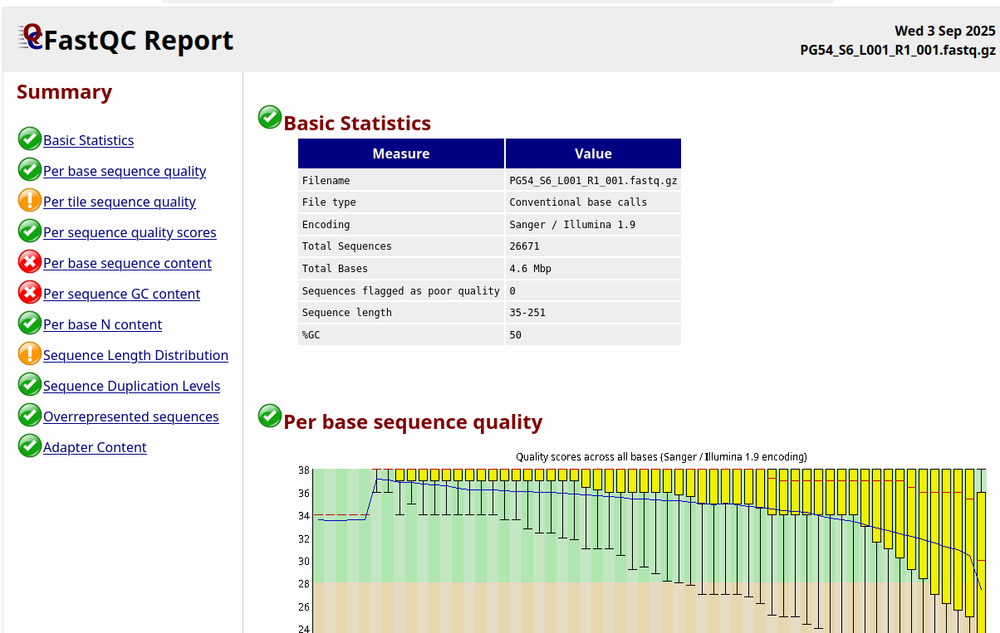 FastQC Report
Wed 3 Sep 2025
PG54_S6_L001_R1_001.fastq.gz
Summary
Basic Statistics
Per base sequence quality
Per tile sequence quality
Per sequence quality scores
Per base sequence content
Per sequence GC content
Per base N content
Sequence Length Distribution
Sequence Duplication Levels
Overrepresented sequences
Adapter Content
Basic Statistics
Measure Value
Filename PG54_S6_L001_R1_001.fastq.gz
File type Conventional base calls
Encoding Sanger / Illumina 1.9
Total Sequences 26671
Total Bases 4.6 Mbp
Sequences flagged as poor quality 0
Sequence length 35-251
%GC 50
Per base sequence quality
Quality scores across all bases (Sanger / Illumina 1.9 encoding)
38
36
34
32
30
28
26
24